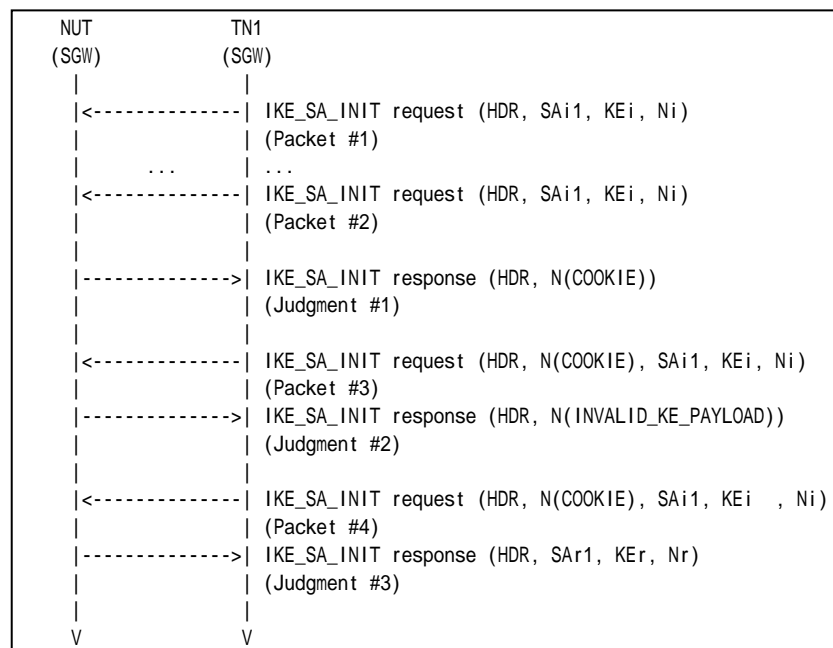 NUT TN1
(SGW) (SGW)
| |
|<--------------| IKE_SA_INIT request (HDR, SAi1, KEi, Ni)
| | (Packet #1)
| ... | ...
|<--------------| IKE_SA_INIT request (HDR, SAi1, KEi, Ni)
| | (Packet #2)
| |
|-------------->| IKE_SA_INIT response (HDR, N(COOKIE))
| | (Judgment #1)
| |
|<--------------| IKE_SA_INIT request (HDR, N(COOKIE), SAi1, KEi, Ni)
| | (Packet #3)
|-------------->| IKE_SA_INIT response (HDR, N(INVALID_KE_PAYLOAD))
| | (Judgment #2)
| |
|<--------------| IKE_SA_INIT request (HDR, N(COOKIE), SAi1, KEi , Ni)
| | (Packet #4)
|-------------->| IKE_SA_INIT response (HDR, SAr1, KEr, Nr)
| | (Judgment #3)
| |
V V